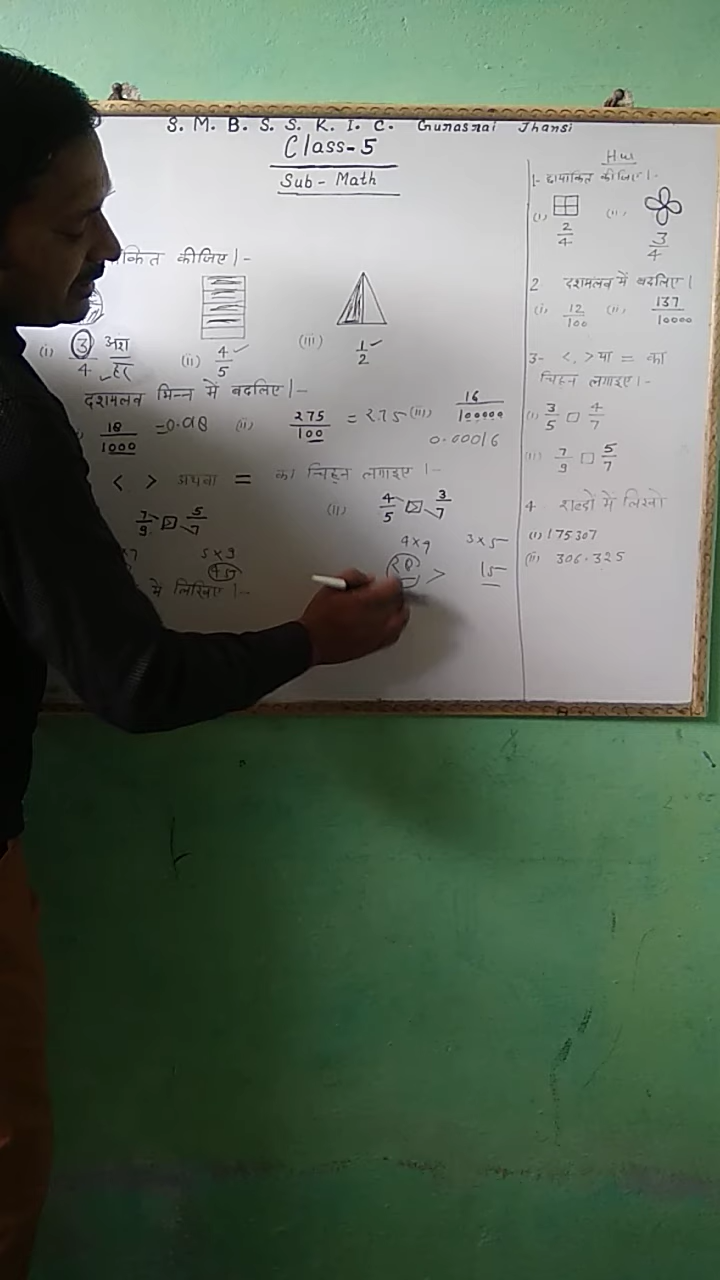 S. M. B. S. S. K. I. C. Gurasrai Jhansi
Class-5
Sub-Math
कीजिए।-
(i) 3/4 अंश/हर (ii) 4/5 (iii) 1/2
दशमलव भिन्न में बदलिए।-
18/1000 = 0.018 (ii) 275/100 = 2.75 (iii) 16/100000
0.00016
< , > अथवा = का चिह्न लगाइए।-
7/9 > 5/7 (ii) 4/5 > 3/7
×7 5×9 4×9 3×5
45 28 > 15
में लिखिए।-
H.W
1- छायांकित कीजिए।-
(i) 2/4 (ii) 3/4
2 दशमलव में बदलिए।
(i) 12/100 (ii) 137/10000
3- <, > या = का
चिह्न लगाइए।-
(i) 3/5 □ 4/7
(ii) 7/9 □ 5/7
4 शब्दों में लिखो
(i) 175307
(ii) 306.325